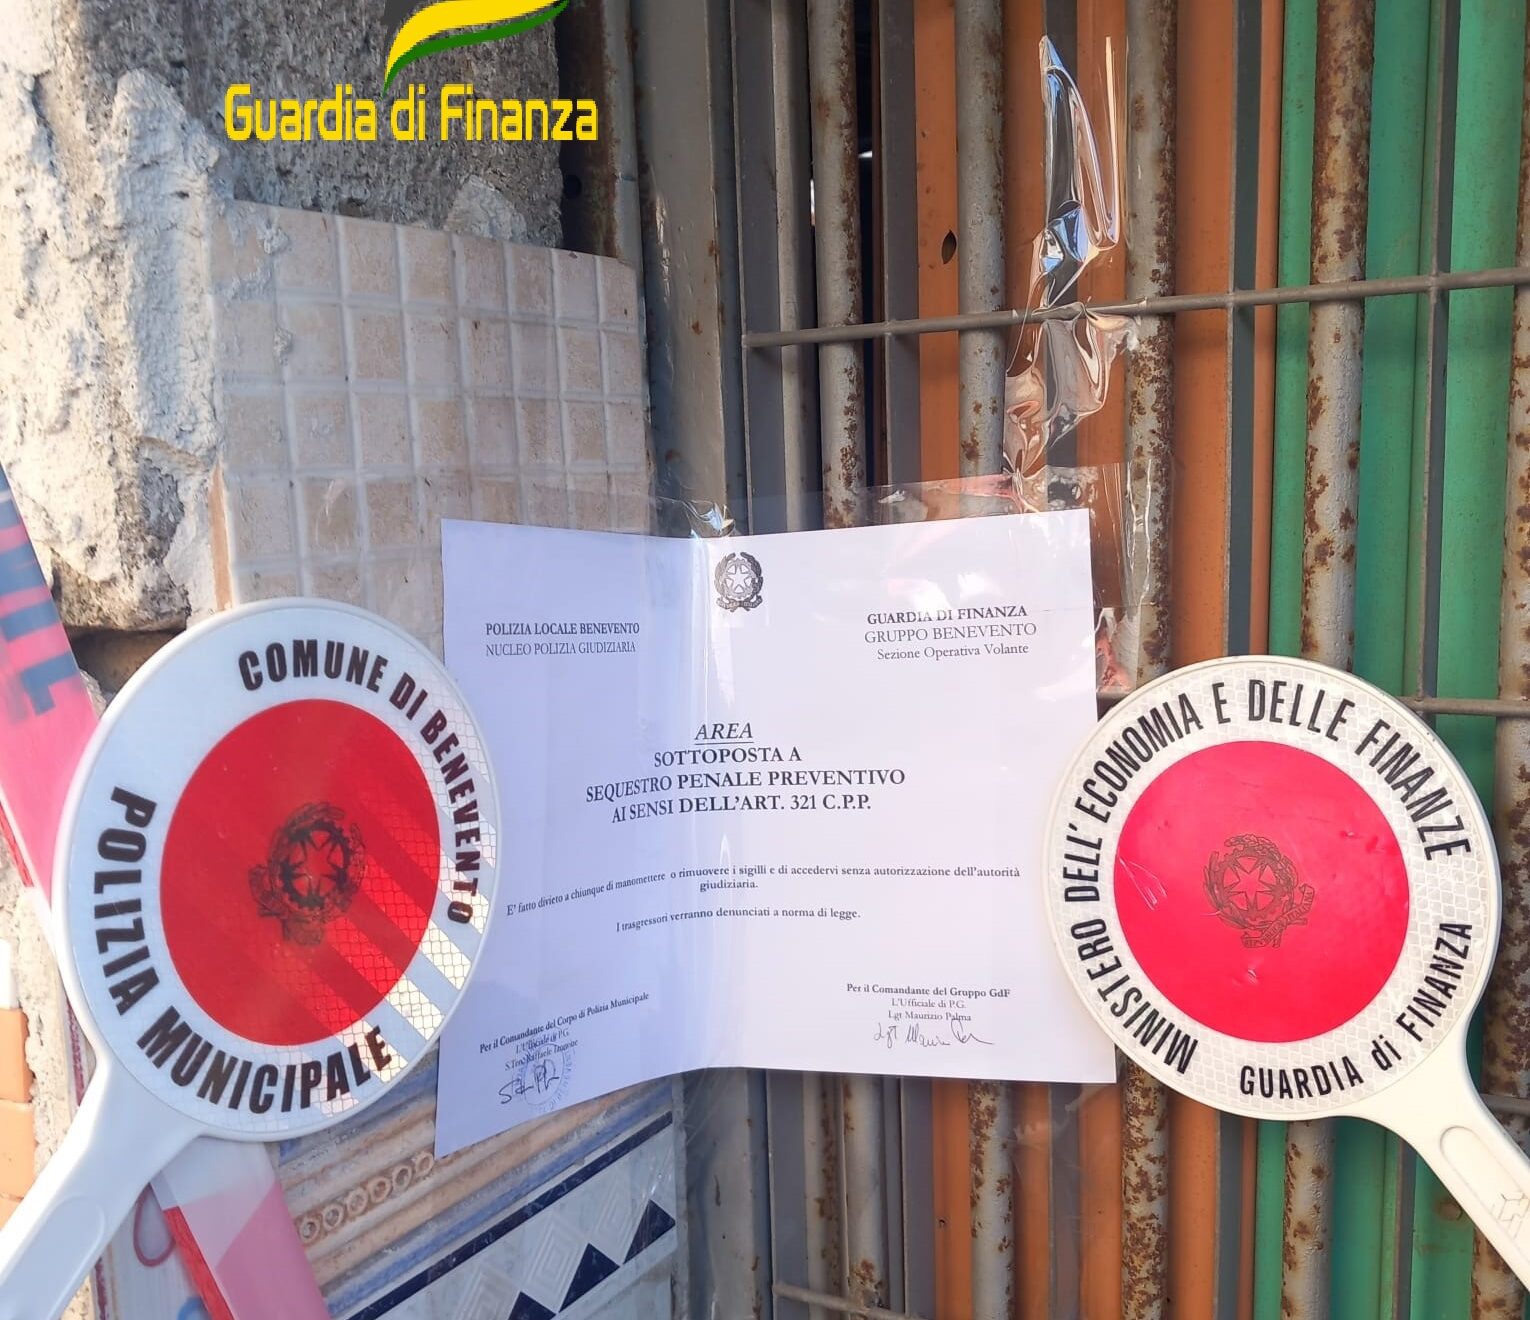 Guardia di Finanza
COMUNE DI BENEVENTO
POLIZIA MUNICIPALE
POLIZIA LOCALE BENEVENTO
NUCLEO POLIZIA GIUDIZIARIA
GUARDIA DI FINANZA
GRUPPO BENEVENTO
Sezione Operativa Volante
AREA
SOTTOPOSTA A
SEQUESTRO PENALE PREVENTIVO
AI SENSI DELL'ART. 321 C.P.P.
E' fatto divieto a chiunque di manomettere o rimuovere i sigilli e di accedervi senza autorizzazione dell'autorità
giudiziaria.
I trasgressori verranno denunciati a norma di legge.
Per il Comandante del Corpo di Polizia Municipale
L'Ufficiale di P.G.
S.Ten. Raffaele
Per il Comandante del Gruppo GdF
L'Ufficiale di P.G.
Lgt Maurizio Palma
MINISTERO DELL'ECONOMIA E DELLE FINANZE
GUARDIA di FINANZA